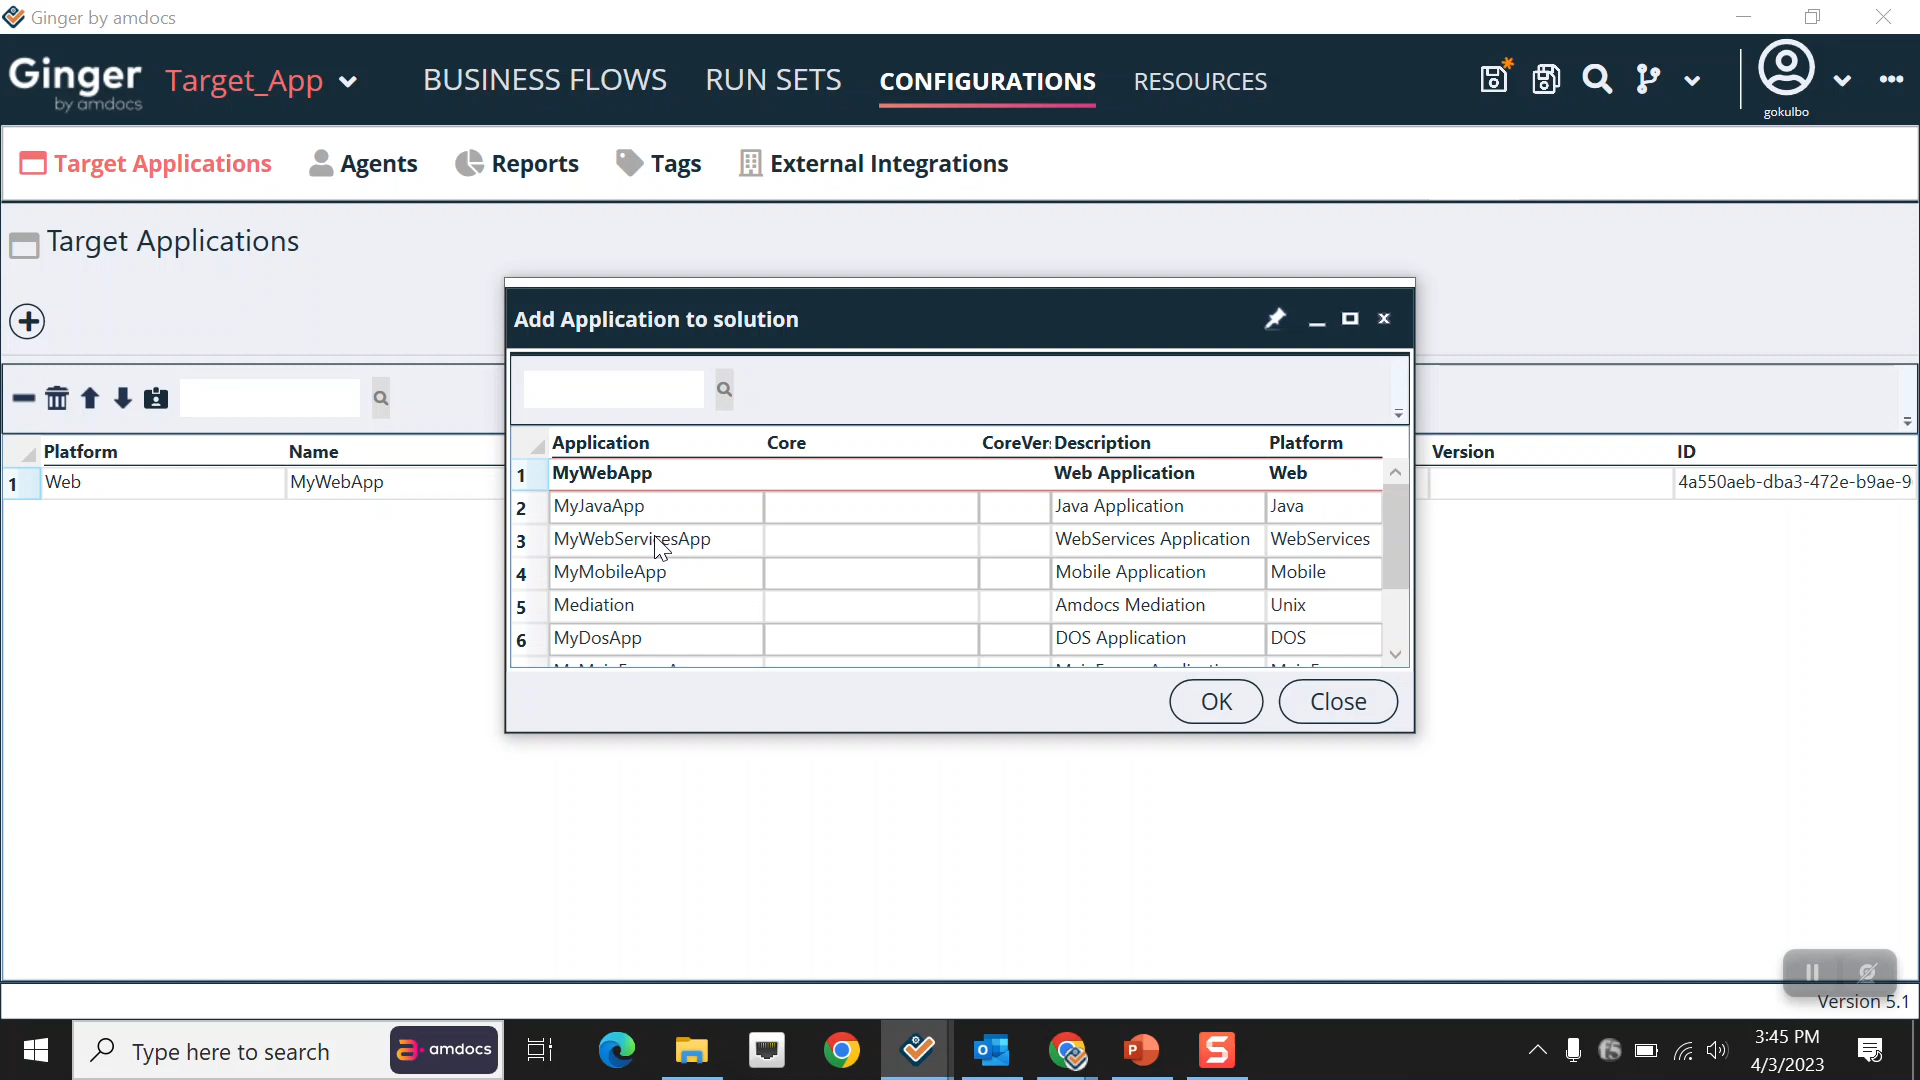 Ginger by amdocs
Ginger
by amdocs
Target_App
BUSINESS FLOWS
RUN SETS
CONFIGURATIONS
RESOURCES
gokulbo
Target Applications
Agents
Reports
Tags
External Integrations
Target Applications
Platform Name Version ID
1 Web MyWebApp 4a550aeb-dba3-472e-b9ae-9
Add Application to solution
Application Core CoreVer: Description Platform
1 MyWebApp Web Application Web
2 MyJavaApp Java Application Java
3 MyWebServicesApp WebServices Application WebServices
4 MyMobileApp Mobile Application Mobile
5 Mediation Amdocs Mediation Unix
6 MyDosApp DOS Application DOS
OK Close
Version 5.1
Type here to search
amdocs
3:45 PM
4/3/2023